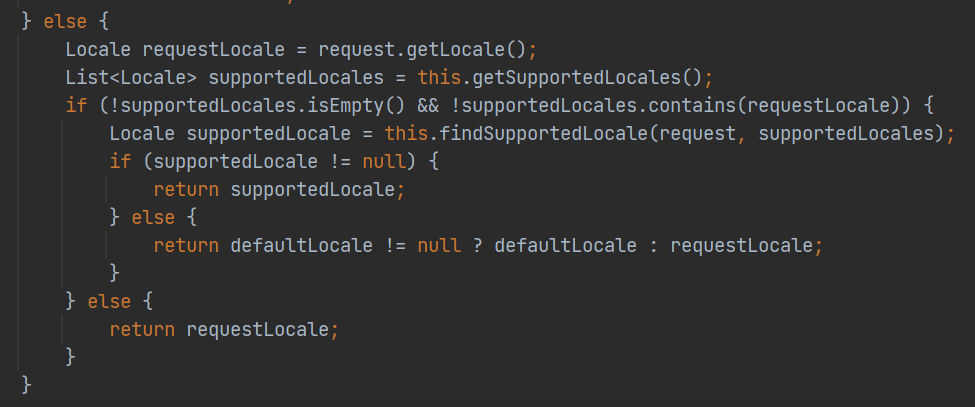 } else {
    Locale requestLocale = request.getLocale();
    List<Locale> supportedLocales = this.getSupportedLocales();
    if (!supportedLocales.isEmpty() && !supportedLocales.contains(requestLocale)) {
        Locale supportedLocale = this.findSupportedLocale(request, supportedLocales);
        if (supportedLocale != null) {
            return supportedLocale;
        } else {
            return defaultLocale != null ? defaultLocale : requestLocale;
        }
    } else {
        return requestLocale;
    }
}